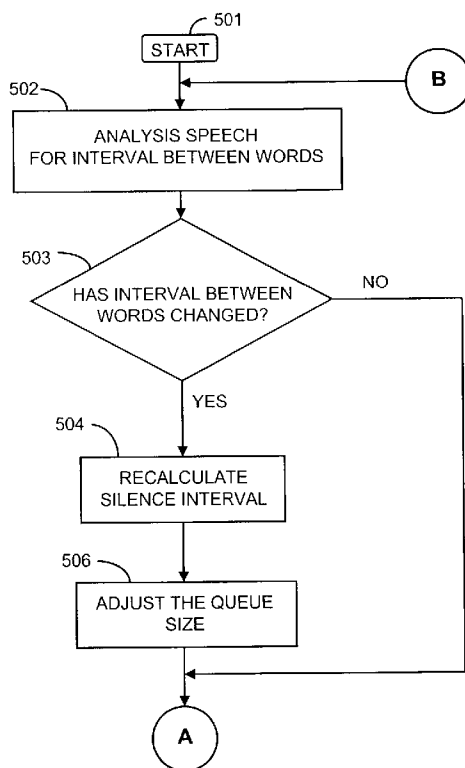 501
START
B
502
ANALYSIS SPEECH
FOR INTERVAL BETWEEN WORDS
503
HAS INTERVAL BETWEEN
WORDS CHANGED?
NO
YES
504
RECALCULATE
SILENCE INTERVAL
506
ADJUST THE QUEUE
SIZE
A